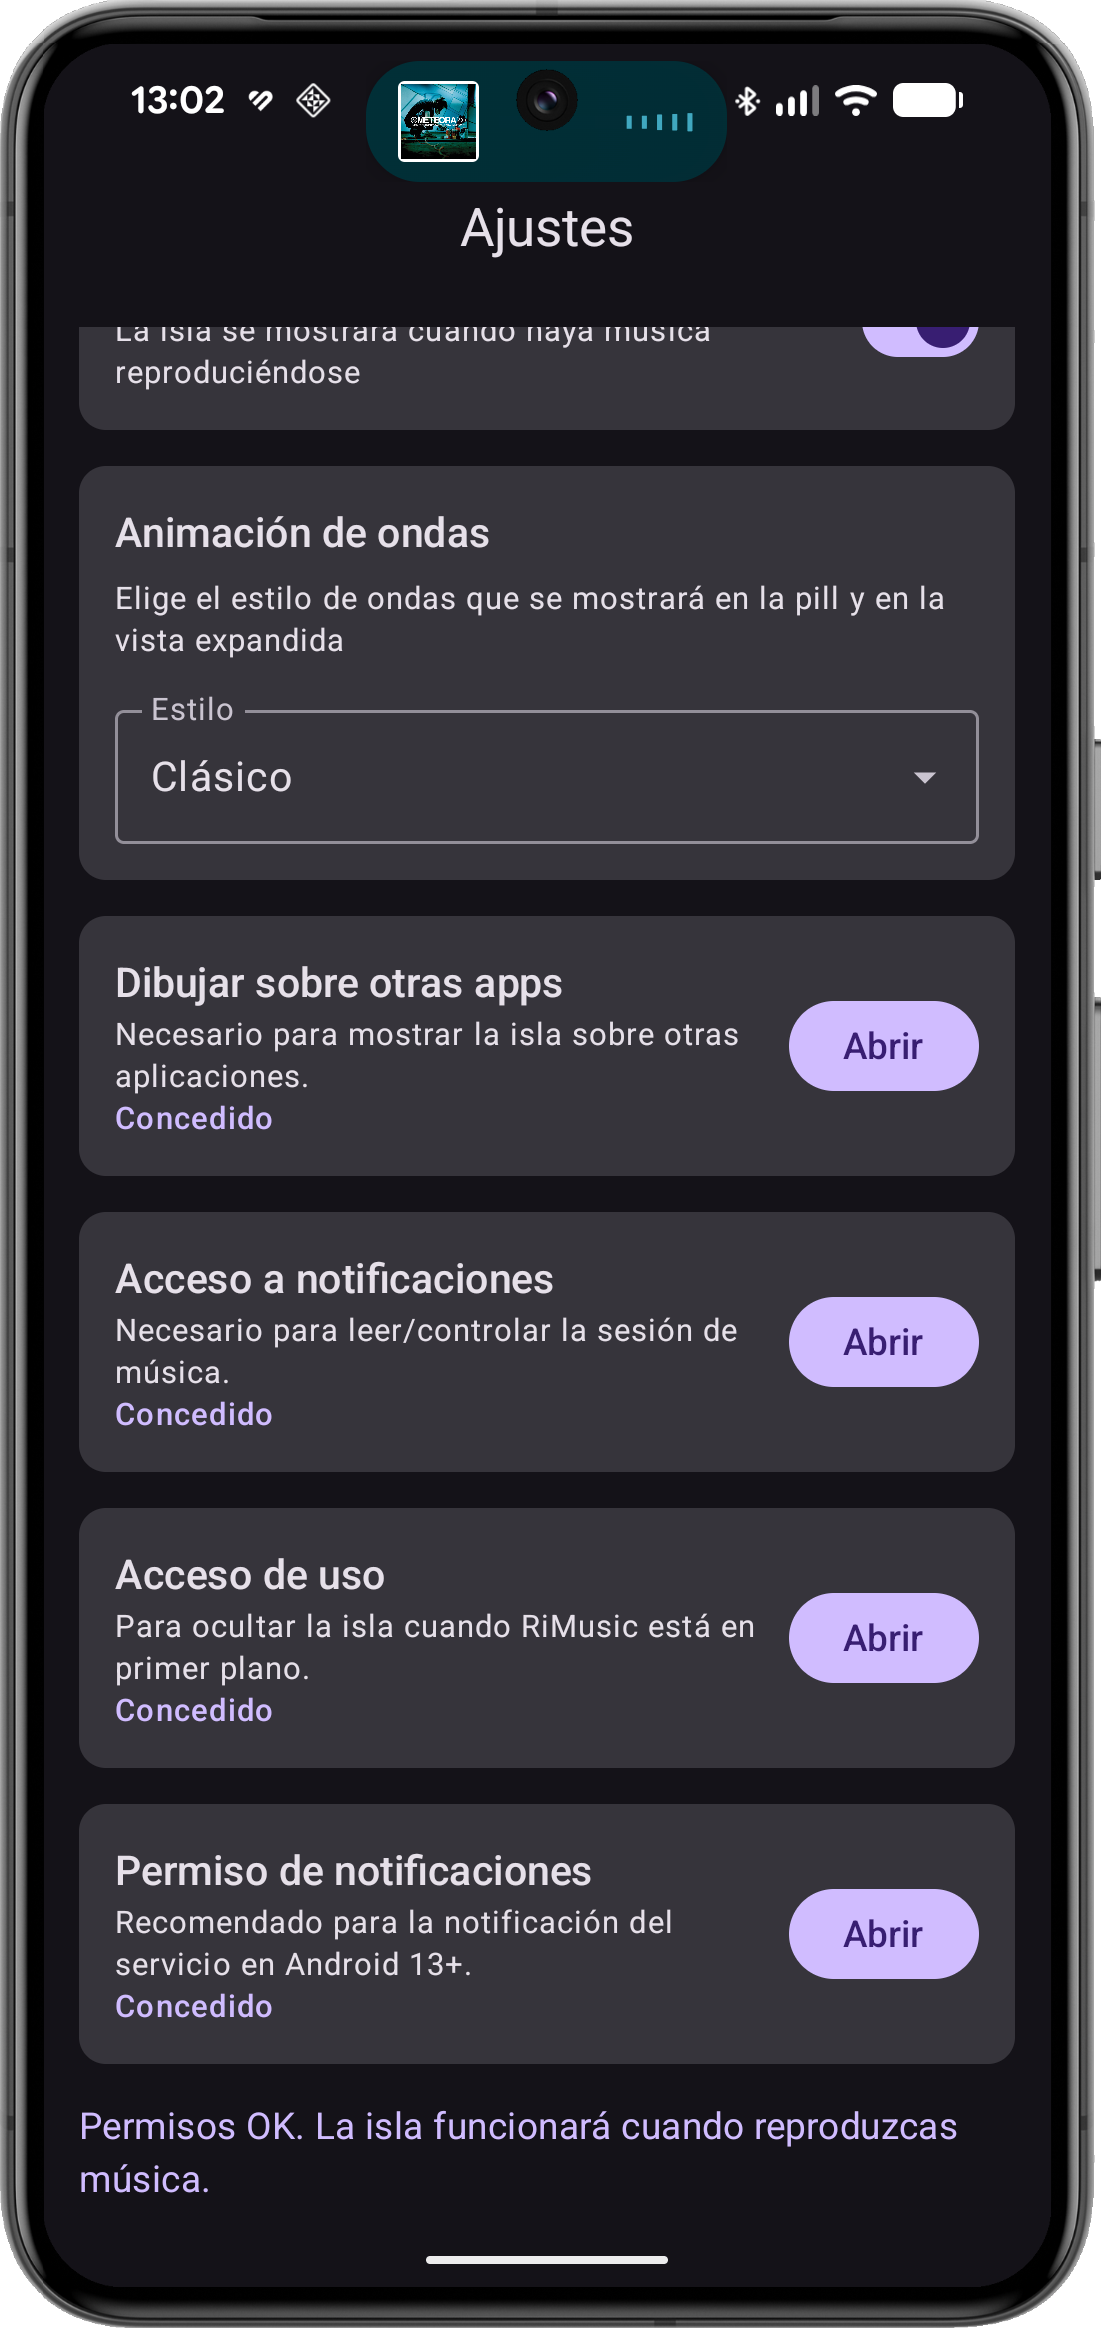 13:02
METEORA
Ajustes
La isla se mostrará cuando haya música
reproduciéndose
Animación de ondas
Elige el estilo de ondas que se mostrará en la pill y en la
vista expandida
Estilo
Clásico
Dibujar sobre otras apps
Necesario para mostrar la isla sobre otras
aplicaciones.
Concedido
Abrir
Acceso a notificaciones
Necesario para leer/controlar la sesión de
música.
Concedido
Abrir
Acceso de uso
Para ocultar la isla cuando RiMusic está en
primer plano.
Concedido
Abrir
Permiso de notificaciones
Recomendado para la notificación del
servicio en Android 13+.
Concedido
Abrir
Permisos OK. La isla funcionará cuando reproduzcas
música.